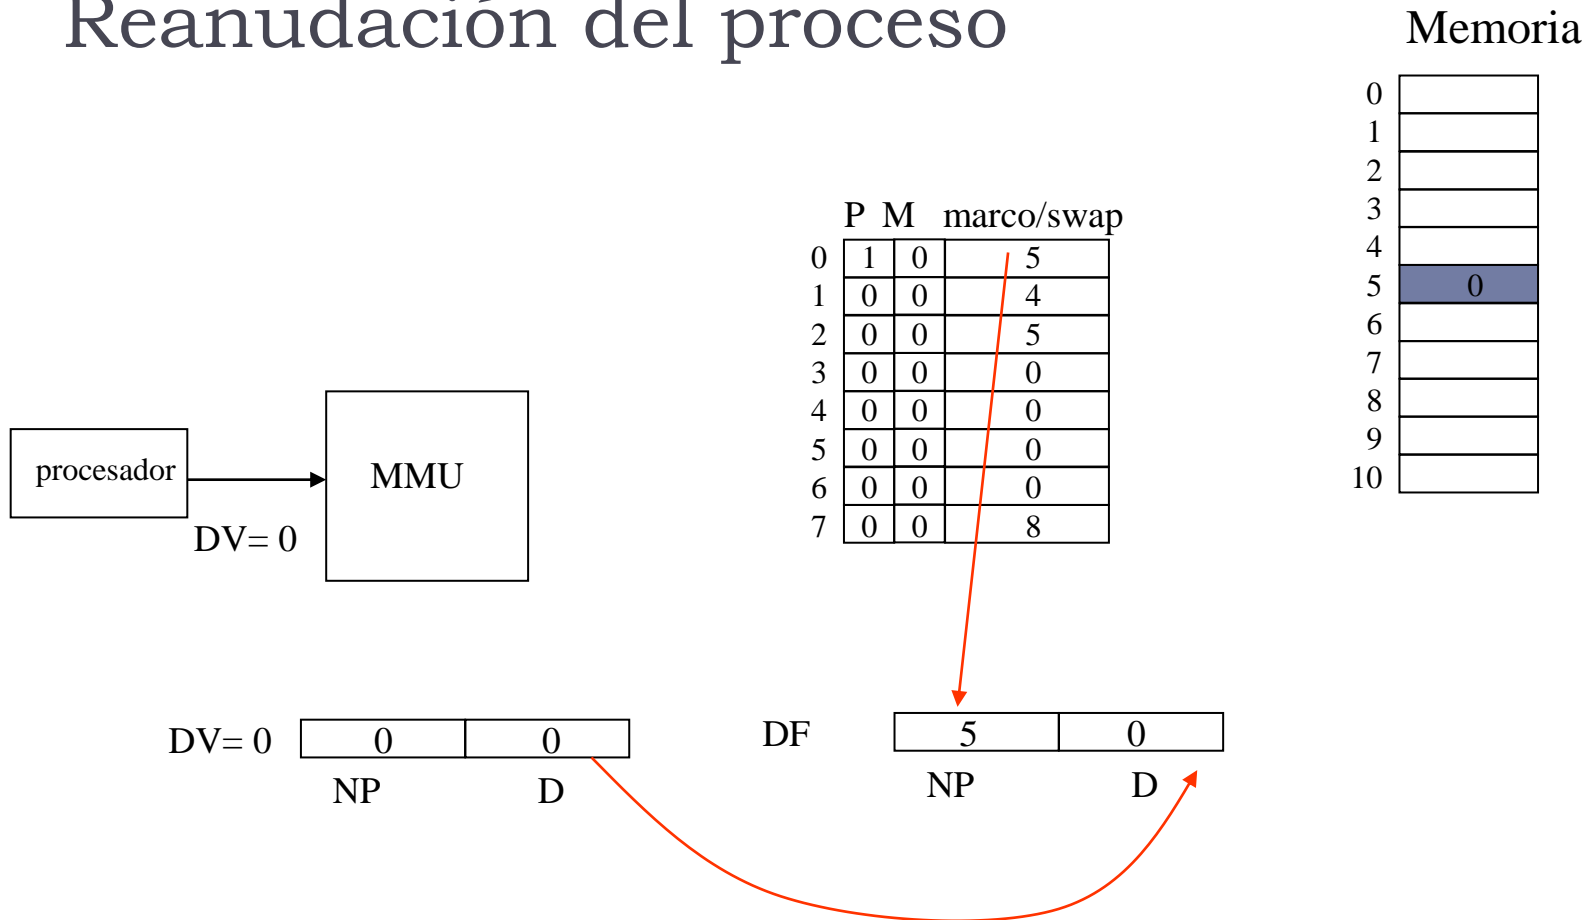 Reanudación del proceso
Memoria
0
1
2
3
4
5 0
6
7
8
9
10
P M marco/swap
0 1 0 5
1 0 0 4
2 0 0 5
3 0 0 0
4 0 0 0
5 0 0 0
6 0 0 0
7 0 0 8
procesador
MMU
DV= 0
DV= 0 0 0
NP D
DF 5 0
NP D